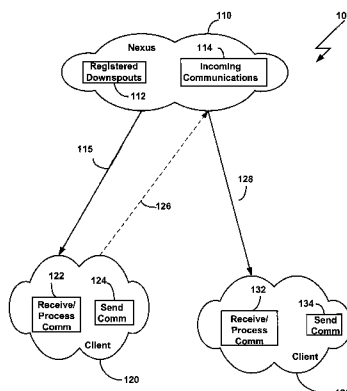 110
10
Nexus
114
Registered
Downspouts
Incoming
Communications
112
115
126
128
122
124
Receive/
Process
Comm
Send
Comm
Client
120
132
134
Receive/
Process
Comm
Send
Comm
Client